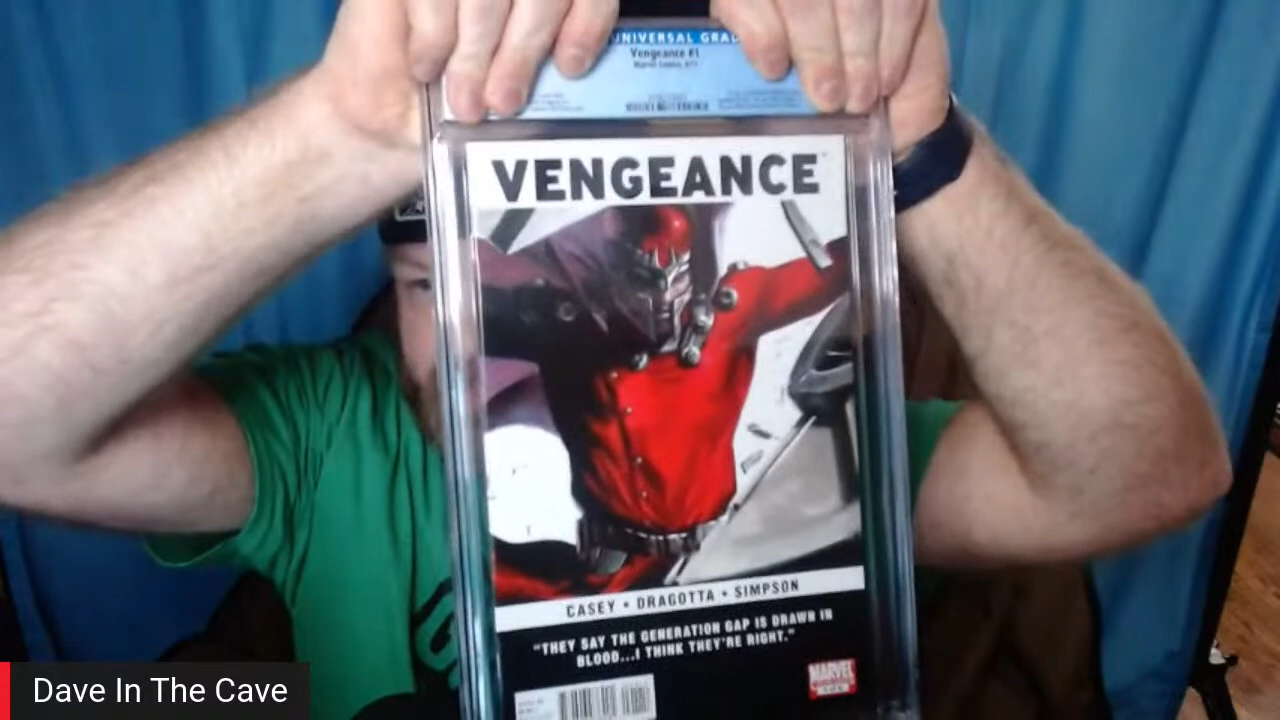 UNIVERSAL GRAD
Vengeance #1
VENGEANCE
CASEY • DRAGOTTA • SIMPSON
"THEY SAY THE GENERATION GAP IS DRAWN IN
BLOOD...I THINK THEY'RE RIGHT."
MARVEL
Dave In The Cave